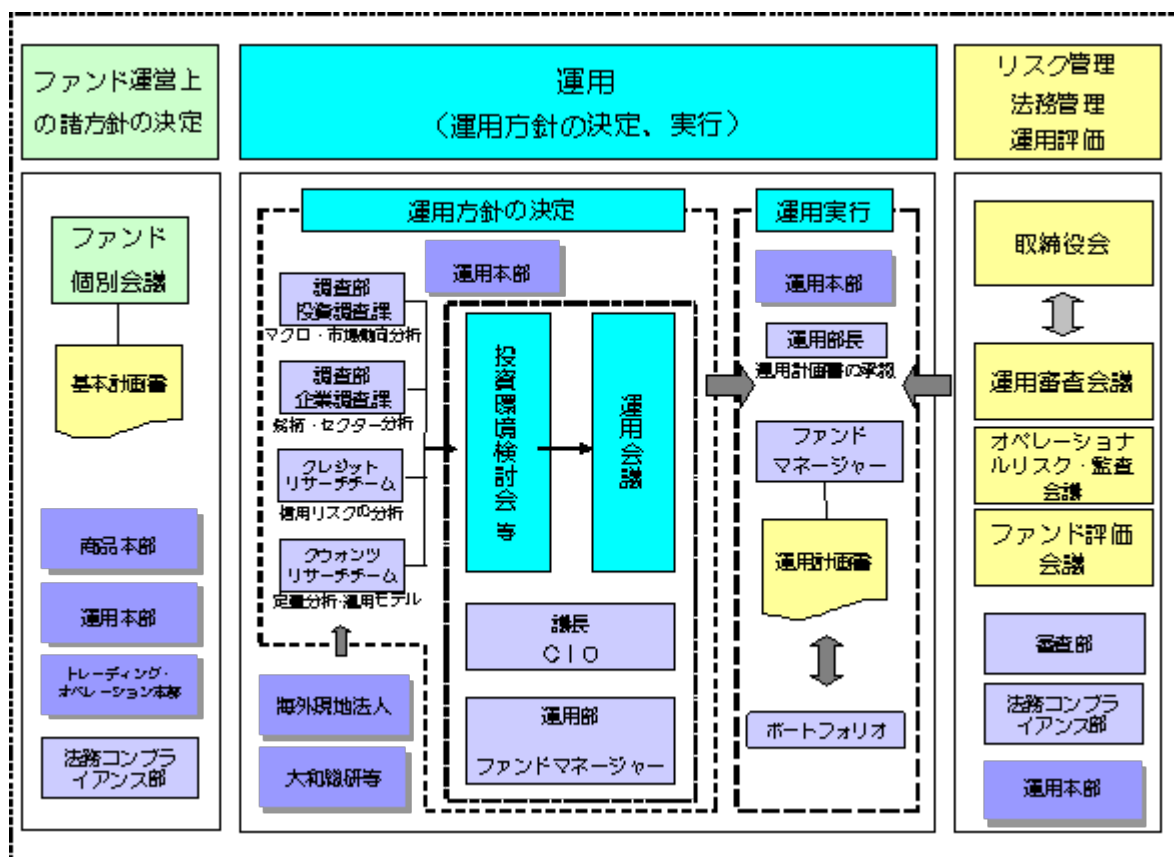 ファンド運営上
の諸方針の決定
運用
（運用方針の決定、実行）
リスク管理
法務管理
運用評価
ファンド
個別会議
基本計画書
商品本部
運用本部
トレーディング・
オペレーション本部
法務コンプラ
イアンス部
運用方針の決定
運用本部
調査部
投資調査課
マクロ・市場動向分析
調査部
企業調査課
銘柄・セクター分析
クレジット
リサーチチーム
信用リスクの分析
クウォンツ
リサーチチーム
定量分析・運用モデル
海外現地法人
大和総研等
投資環境検討会 等
運用会議
議長
ＣＩＯ
運用部
ファンドマネージャー
運用実行
運用本部
運用部長
運用計画書の承認
ファンド
マネージャー
運用計画書
ポートフォリオ
取締役会
運用審査会議
オペレーショナ
ルリスク・監査
会議
ファンド評価
会議
審査部
法務コンプラ
イアンス部
運用本部